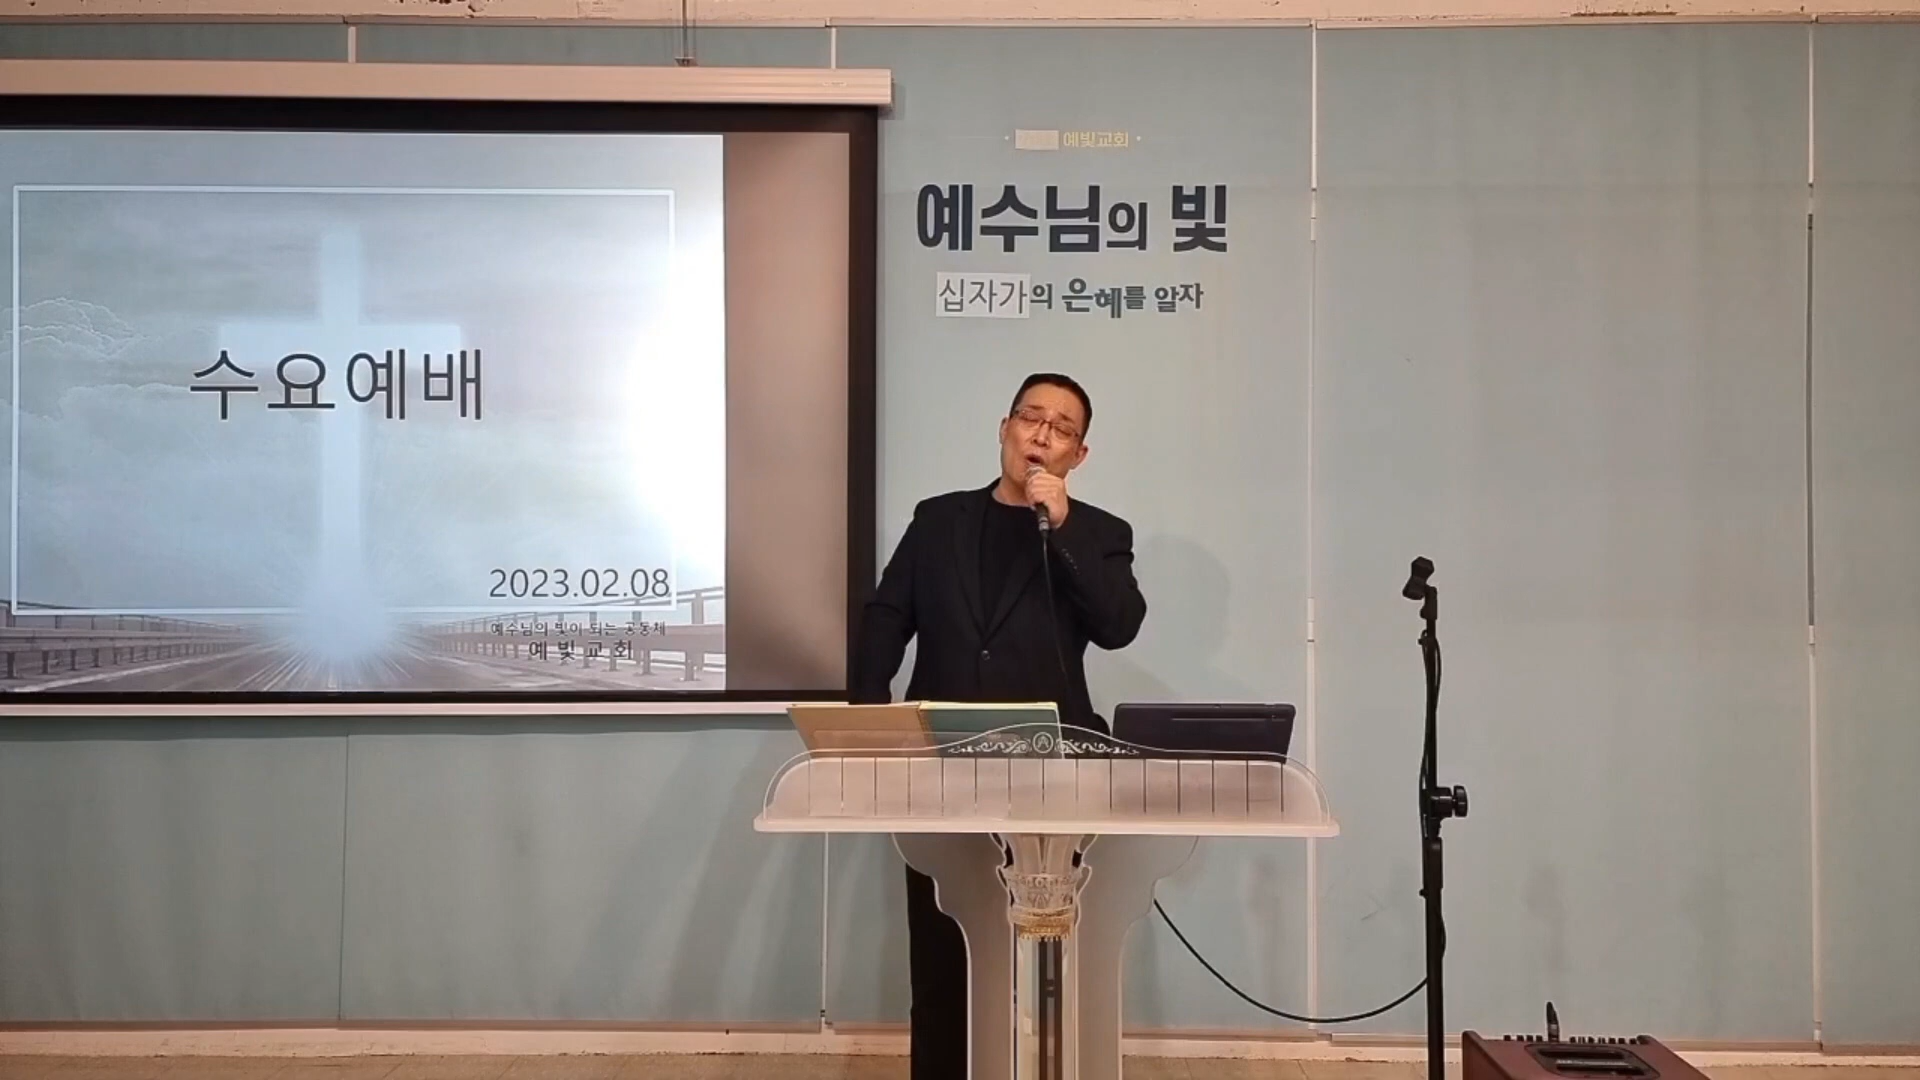 수요예배
2023.02.08
예수님의 빛이 되는 공동체
예빛교회
예빛교회
예수님의 빛
십자가의 은혜를 알자